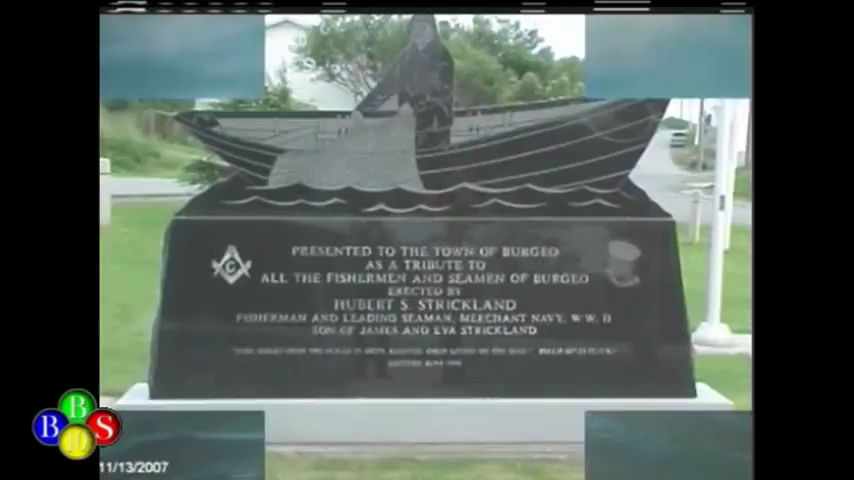 PRESENTED TO THE TOWN OF BURGEO
AS A TRIBUTE TO
ALL THE FISHERMEN AND SEAMEN OF BURGEO
ERECTED BY
HUBERT S. STRICKLAND
FISHERMAN AND LEADING SEAMAN, MERCHANT NAVY, W.W. II
SON OF JAMES AND EVA STRICKLAND
B
B S
10
11/13/2007